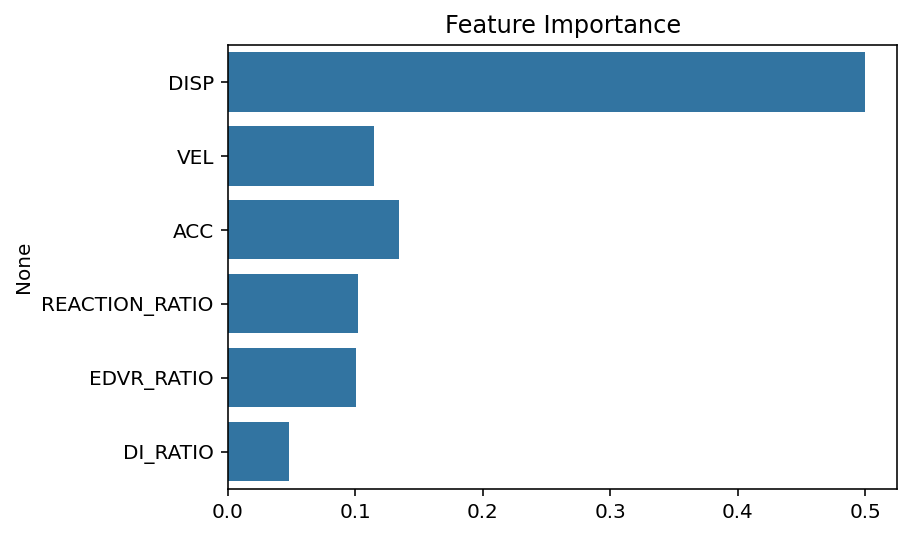 Feature Importance
DISP
VEL
ACC
REACTION_RATIO
EDVR_RATIO
DI_RATIO
None
0.0 0.1 0.2 0.3 0.4 0.5